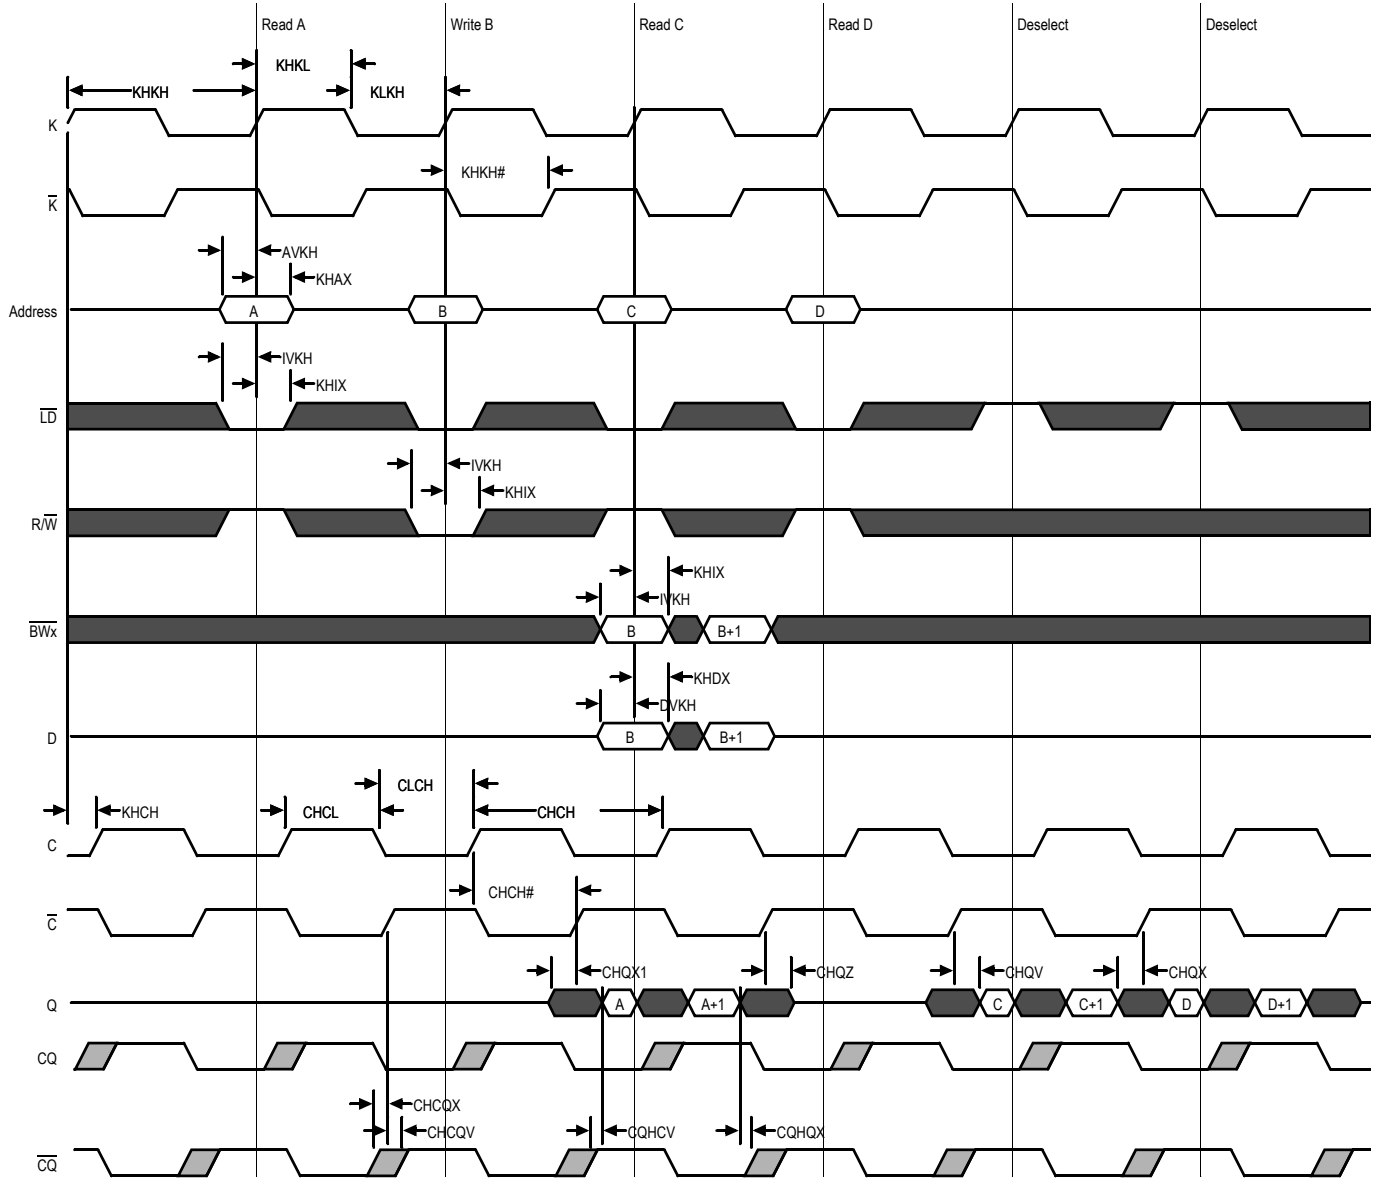 Read A Write B Read C Read D Deselect Deselect
KHKL
KHKH KLKH
K
KHKH#
K
AVKH
KHAX
Address A B C D
IVKH
KHIX
LD
IVKH
KHIX
R/W
KHIX
IVKH
BWx B B+1
KHDX
DVKH
D B B+1
CLCH
KHCH CHCL CHCH
C
CHCH#
C
CHQX1 CHQZ CHQV CHQX
Q A A+1 C C+1 D D+1
CQ
CHCQX
CHCQV CQHCV CQHQX
CQ